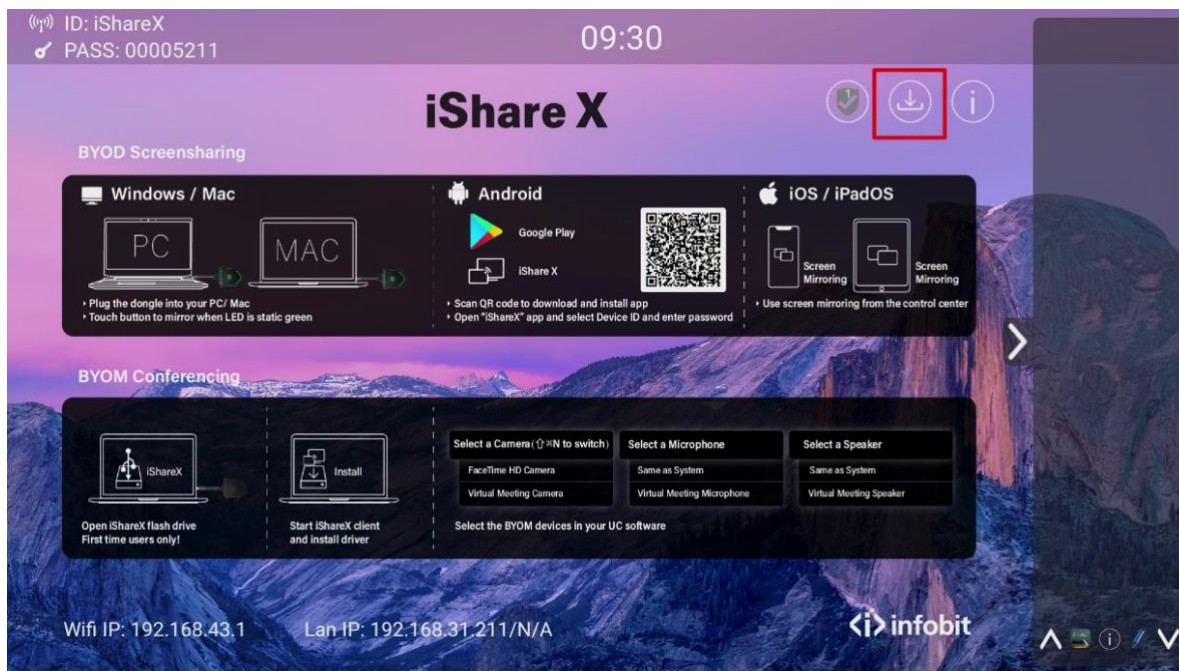 ID: iShareX
PASS: 00005211
09:30
iShare X
1
i
BYOD Screensharing
Windows / Mac
PC
MAC
▸ Plug the dongle into your PC/ Mac
▸ Touch button to mirror when LED is static green
Android
Google Play
iShare X
▸ Scan QR code to download and install app
▸ Open "iShareX" app and select Device ID and enter password
iOS / iPadOS
Screen
Mirroring
Screen
Mirroring
▸ Use screen mirroring from the control center
BYOM Conferencing
iShareX
Open iShareX flash drive
First time users only!
Install
Start iShareX client
and install driver
Select a Camera(⇧⌘N to switch)
FaceTime HD Camera
Virtual Meeting Camera
Select a Microphone
Same as System
Virtual Meeting Microphone
Select a Speaker
Same as System
Virtual Meeting Speaker
Select the BYOM devices in your UC software
Wifi IP: 192.168.43.1
Lan IP: 192.168.31.211/N/A
<i> infobit